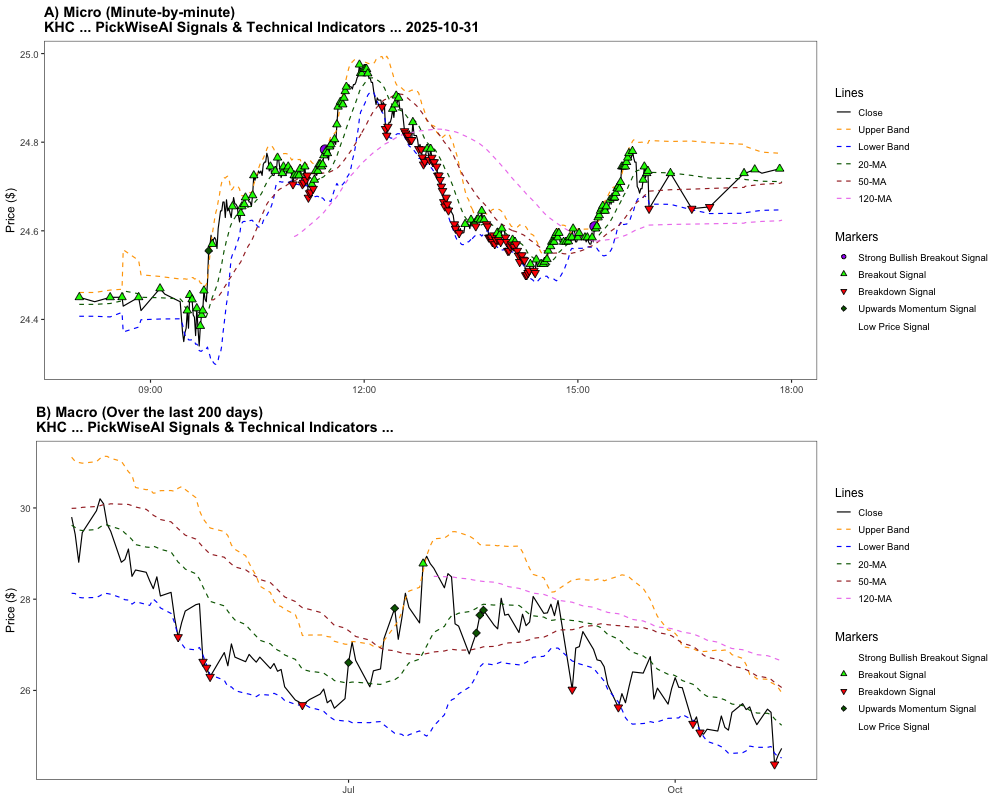 A) Micro (Minute-by-minute)
KHC ... PickWiseAI Signals & Technical Indicators ... 2025-10-31
Price ($)
25.0
24.8
24.6
24.4
09:00
12:00
15:00
18:00
Lines
Close
Upper Band
Lower Band
20-MA
50-MA
120-MA
Markers
Strong Bullish Breakout Signal
Breakout Signal
Breakdown Signal
Upwards Momentum Signal
Low Price Signal
B) Macro (Over the last 200 days)
KHC ... PickWiseAI Signals & Technical Indicators ...
Price ($)
30
28
26
Jul
Oct
Lines
Close
Upper Band
Lower Band
20-MA
50-MA
120-MA
Markers
Strong Bullish Breakout Signal
Breakout Signal
Breakdown Signal
Upwards Momentum Signal
Low Price Signal